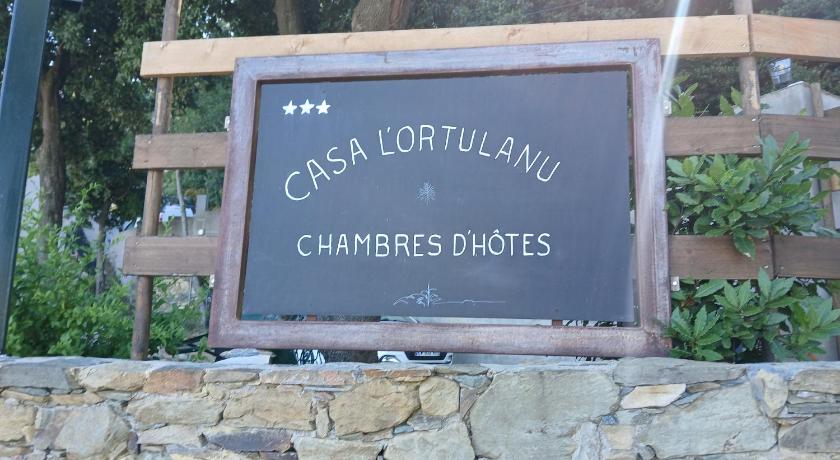 CASA L'ORTULANU
CHAMBRES D'HÔTES